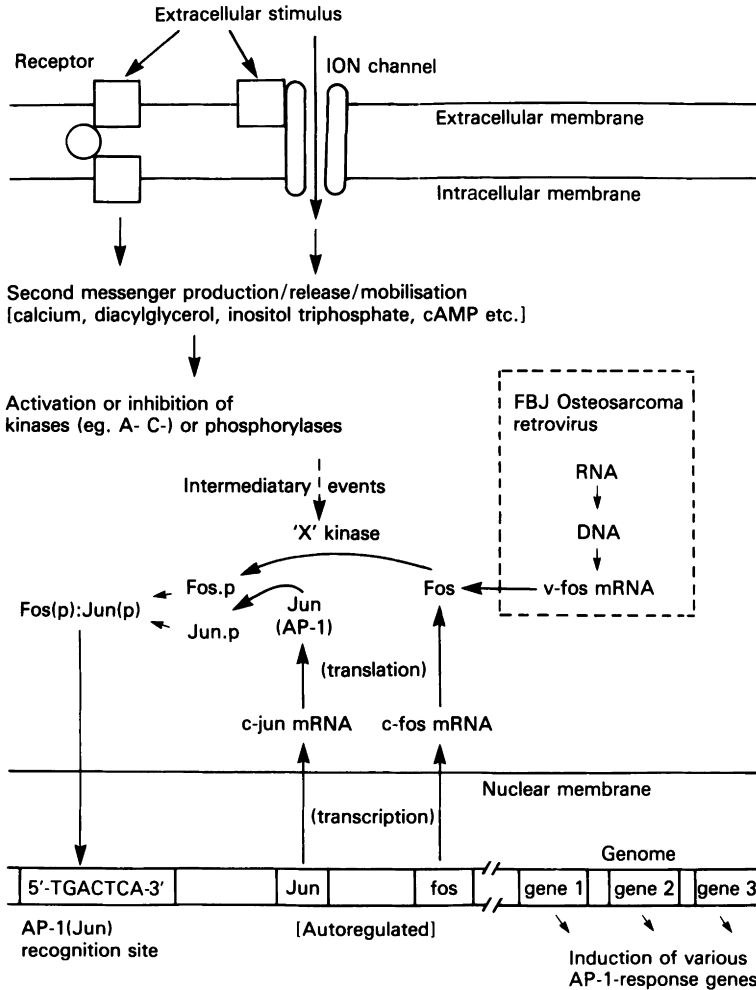 Extracellular stimulus
Receptor
ION channel
Extracellular membrane
Intracellular membrane
Second messenger production/release/mobilisation
[calcium, diacylglycerol, inositol triphosphate, cAMP etc.]
Activation or inhibition of
kinases (eg. A- C-) or phosphorylases
FBJ Osteosarcoma
retrovirus
RNA
DNA
v-fos mRNA
Intermediatary events
'X' kinase
Fos.p
Fos
Fos(p):Jun(p)
Jun
(AP-1)
Jun.p
(translation)
c-jun mRNA
c-fos mRNA
Nuclear membrane
(transcription)
Genome
5'-TGACTCA-3'
Jun
fos
gene 1
gene 2
gene 3
AP-1(Jun)
recognition site
[Autoregulated]
Induction of various
AP-1-response genes